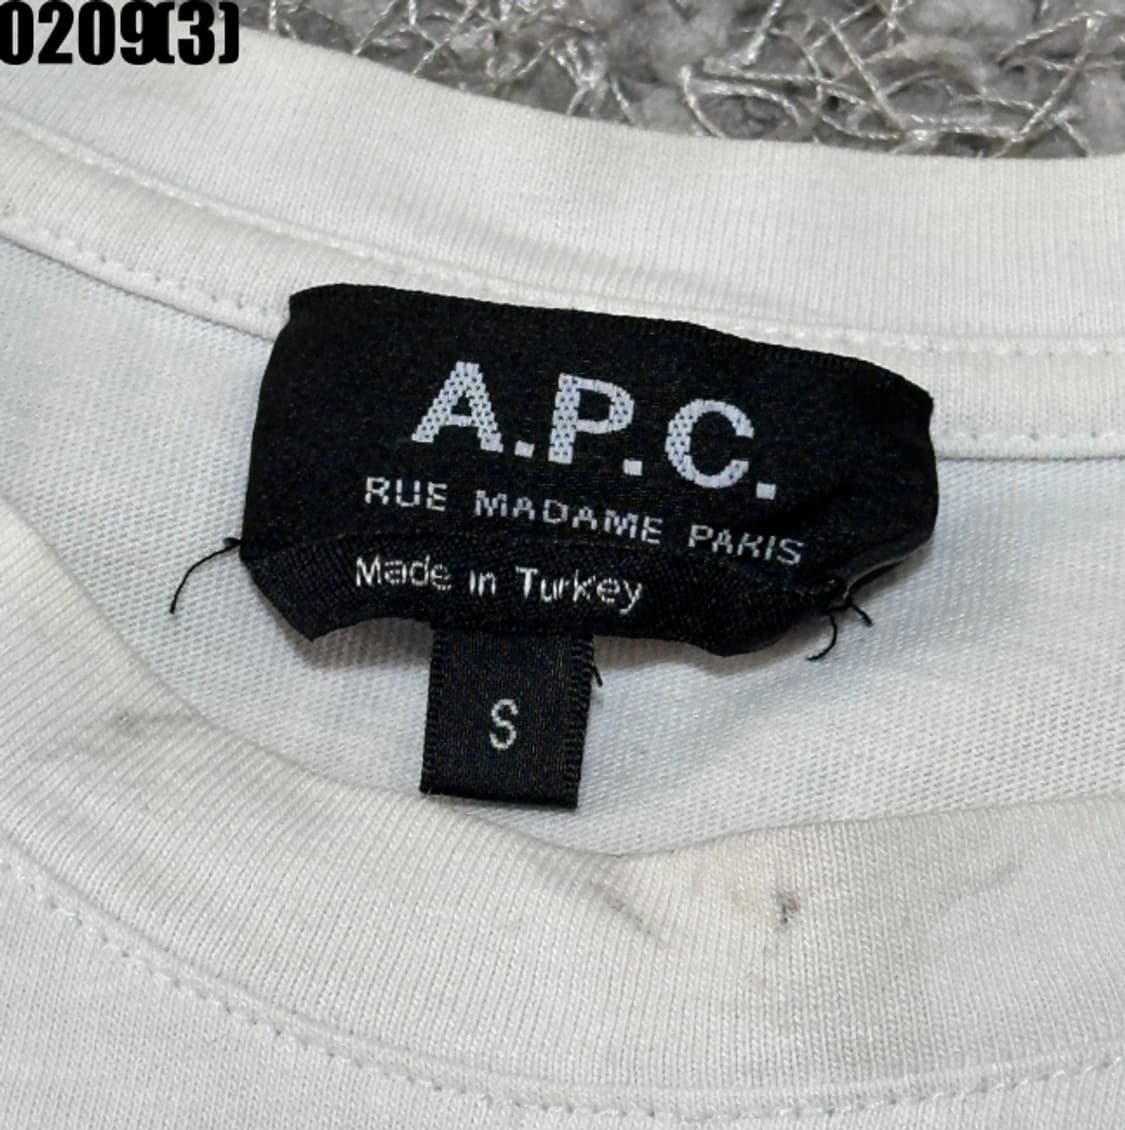 0209(3)
A.P.C.
RUE MADAME PARIS
Made in Turkey
S